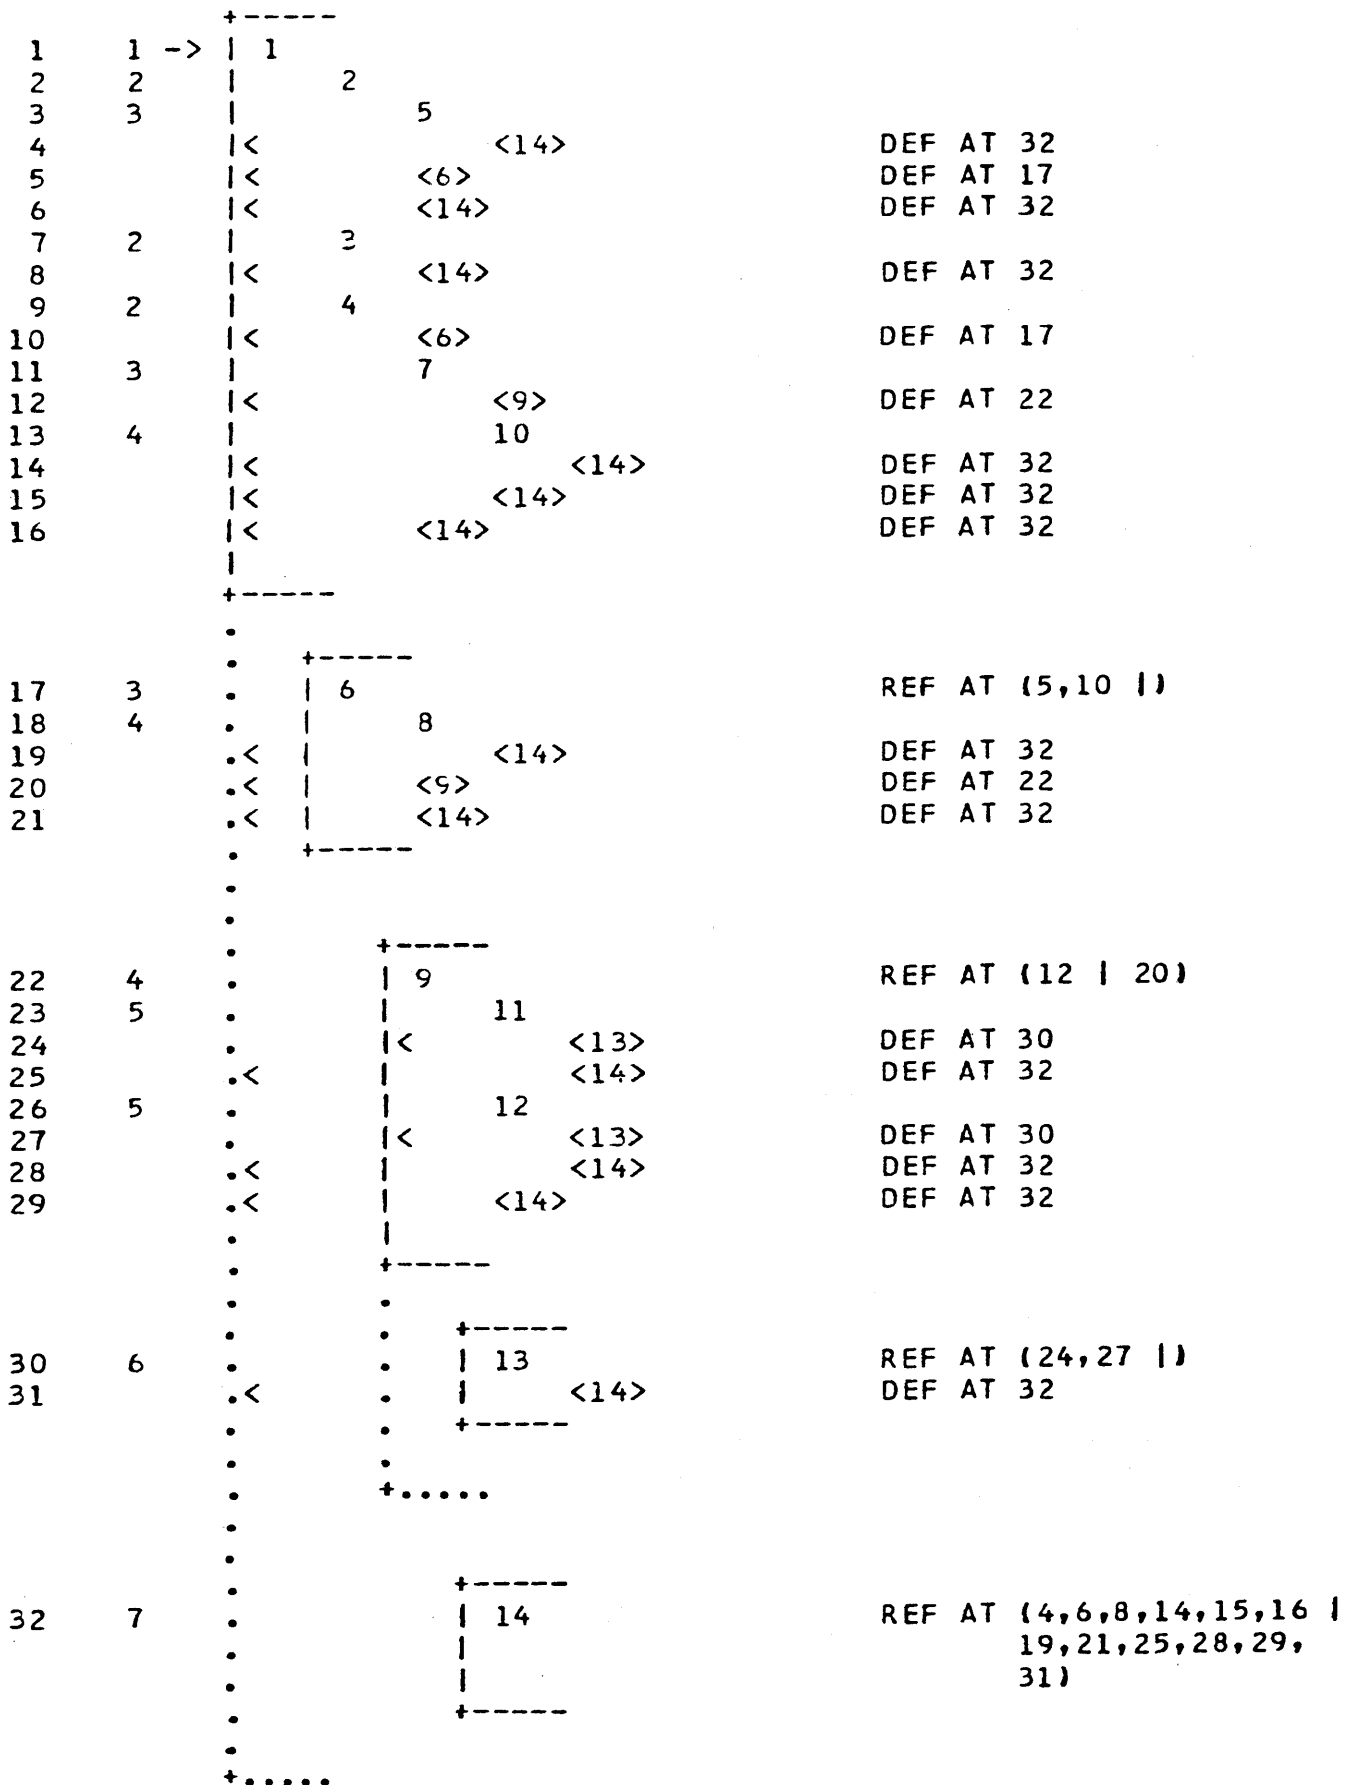 +-----
1 1 -> | 1
2 2 | 2
3 3 | 5
4 |< <14> DEF AT 32
5 |< <6> DEF AT 17
6 |< <14> DEF AT 32
7 2 | 3
8 |< <14> DEF AT 32
9 2 | 4
10 |< <6> DEF AT 17
11 3 | 7
12 |< <9> DEF AT 22
13 4 | 10
14 |< <14> DEF AT 32
15 |< <14> DEF AT 32
16 |< <14> DEF AT 32
|
+-----
.
. +-----
17 3 . | 6 REF AT (5,10 |)
18 4 . | 8
19 .< | <14> DEF AT 32
20 .< | <9> DEF AT 22
21 .< | <14> DEF AT 32
. +-----
.
.
. +-----
22 4 . | 9 REF AT (12 | 20)
23 5 . | 11
24 . |< <13> DEF AT 30
25 .< | <14> DEF AT 32
26 5 . | 12
27 . |< <13> DEF AT 30
28 .< | <14> DEF AT 32
29 .< | <14> DEF AT 32
. |
. +-----
. .
. . +-----
30 6 . . | 13 REF AT (24,27 |)
31 .< . | <14> DEF AT 32
. . +-----
. .
. +.....
.
.
. +-----
32 7 . | 14 REF AT (4,6,8,14,15,16 |
. | 19,21,25,28,29,
. | 31)
. +-----
.
+.....